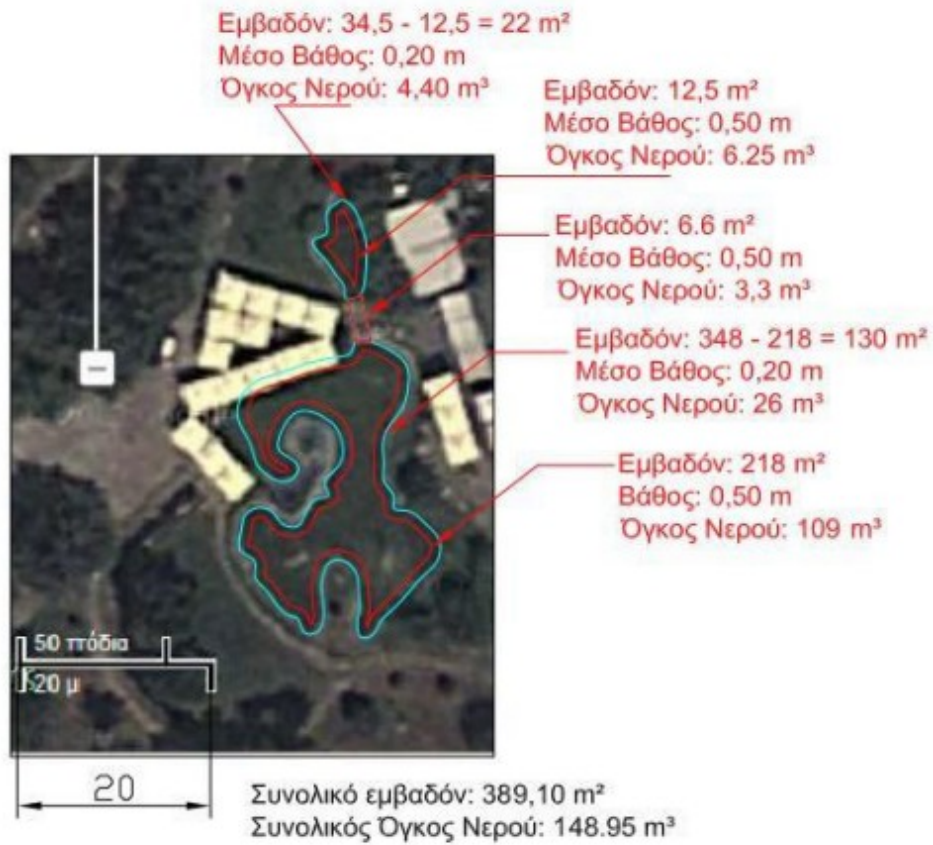 Εμβαδόν: 34,5 - 12,5 = 22 m²
Μέσο Βάθος: 0,20 m
Όγκος Νερού: 4,40 m³
Εμβαδόν: 12,5 m²
Μέσο Βάθος: 0,50 m
Όγκος Νερού: 6.25 m³
Εμβαδόν: 6.6 m²
Μέσο Βάθος: 0,50 m
Όγκος Νερού: 3,3 m³
Εμβαδόν: 348 - 218 = 130 m²
Μέσο Βάθος: 0,20 m
Όγκος Νερού: 26 m³
Εμβαδόν: 218 m²
Βάθος: 0,50 m
Όγκος Νερού: 109 m³
50 πόδια
20 μ
20
Συνολικό εμβαδόν: 389,10 m²
Συνολικός Όγκος Νερού: 148.95 m³